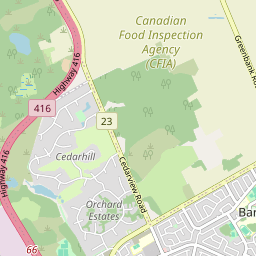 Canadian
Food Inspection
Agency
(CFIA)
Greenbank Ro
Highway 416
416
23
Highway 416
Cedarhill
Cedarview Road
Orchard
Estates
Bar
66